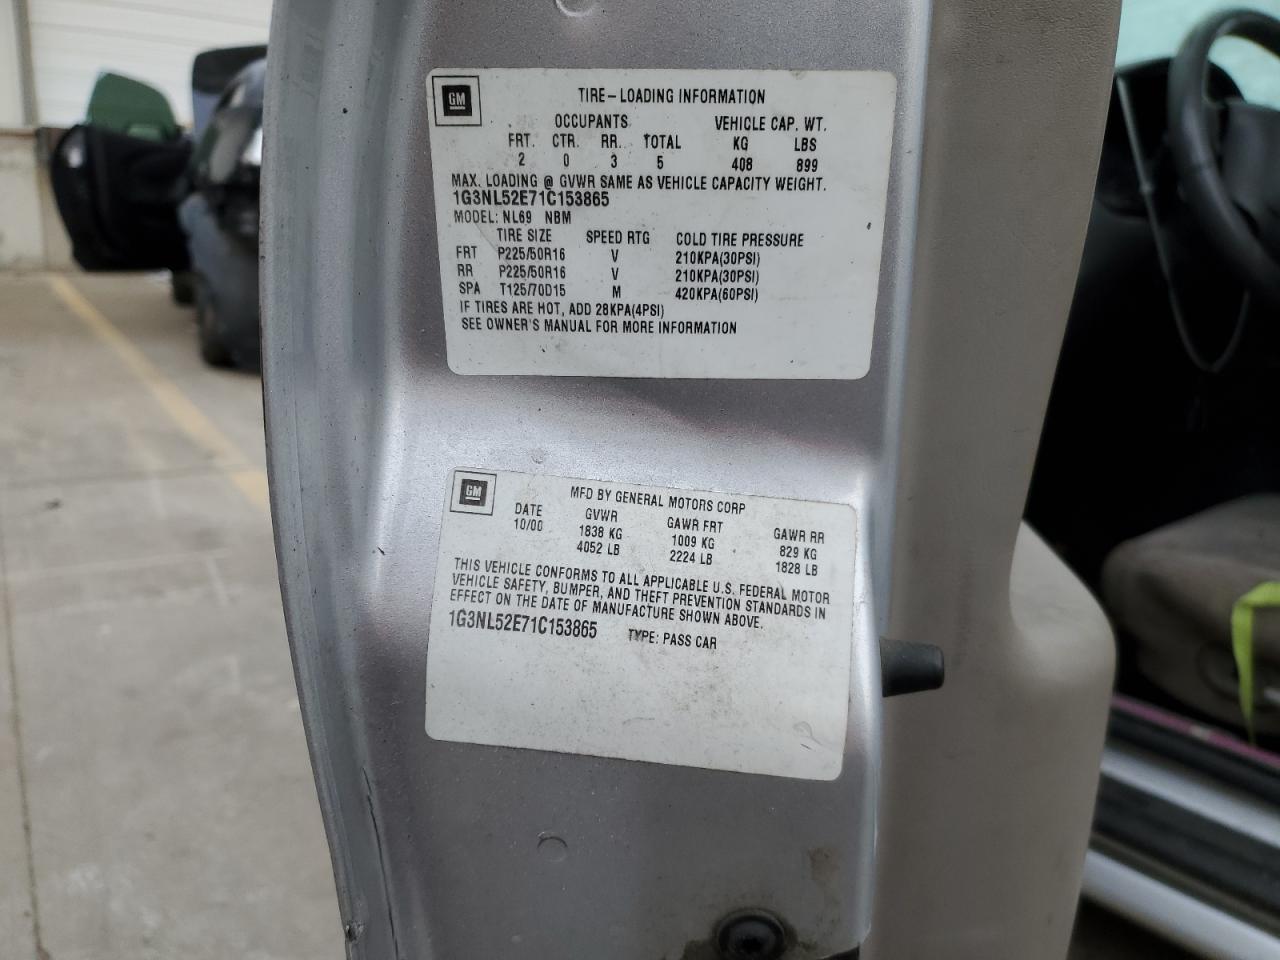 GM
TIRE-LOADING INFORMATION
OCCUPANTS VEHICLE CAP. WT.
FRT. CTR. RR. TOTAL KG LBS
2 0 3 5 408 899
MAX. LOADING @ GVWR SAME AS VEHICLE CAPACITY WEIGHT.
1G3NL52E71C153865
MODEL: NL69 NBM
TIRE SIZE SPEED RTG COLD TIRE PRESSURE
FRT P225/50R16 V 210KPA(30PSI)
RR P225/50R16 V 210KPA(30PSI)
SPA T125/70D15 M 420KPA(60PSI)
IF TIRES ARE HOT, ADD 28KPA(4PSI)
SEE OWNER'S MANUAL FOR MORE INFORMATION
GM
MFD BY GENERAL MOTORS CORP
DATE GVWR GAWR FRT GAWR RR
10/00 1838 KG 1009 KG 829 KG
4052 LB 2224 LB 1828 LB
THIS VEHICLE CONFORMS TO ALL APPLICABLE U.S. FEDERAL MOTOR
VEHICLE SAFETY, BUMPER, AND THEFT PREVENTION STANDARDS IN
EFFECT ON THE DATE OF MANUFACTURE SHOWN ABOVE.
1G3NL52E71C153865 TYPE: PASS CAR